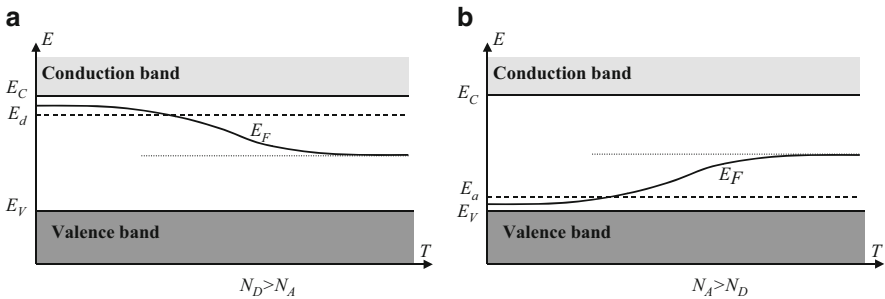 a
E
Conduction band
E_C
E_d
E_F
E_V
Valence band
T
N_D>N_A
b
E
Conduction band
E_C
E_F
E_a
E_V
Valence band
T
N_A>N_D